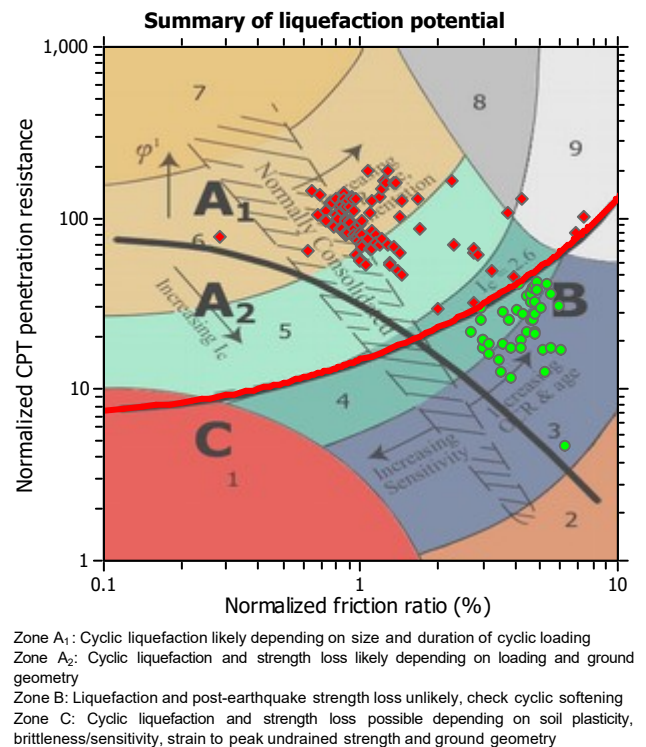 Summary of liquefaction potential
1,000
100
10
1
0.1
1
10
Normalized CPT penetration resistance
Normalized friction ratio (%)
7
8
9
A1
6
A2
5
4
B
C
1
3
2
Normally Consolidated
Increasing Ic
Increasing
OCR & age
Increasing
Sensitivity
Zone A1: Cyclic liquefaction likely depending on size and duration of cyclic loading
Zone A2: Cyclic liquefaction and strength loss likely depending on loading and ground
geometry
Zone B: Liquefaction and post-earthquake strength loss unlikely, check cyclic softening
Zone C: Cyclic liquefaction and strength loss possible depending on soil plasticity,
brittleness/sensitivity, strain to peak undrained strength and ground geometry